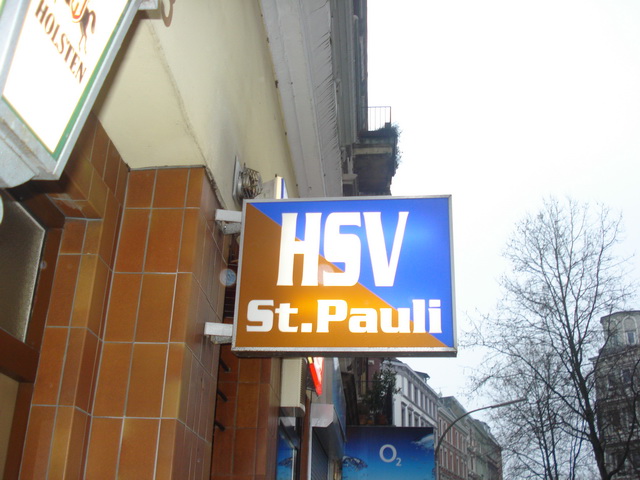 HOLSTEN
HSV
St.Pauli
O2